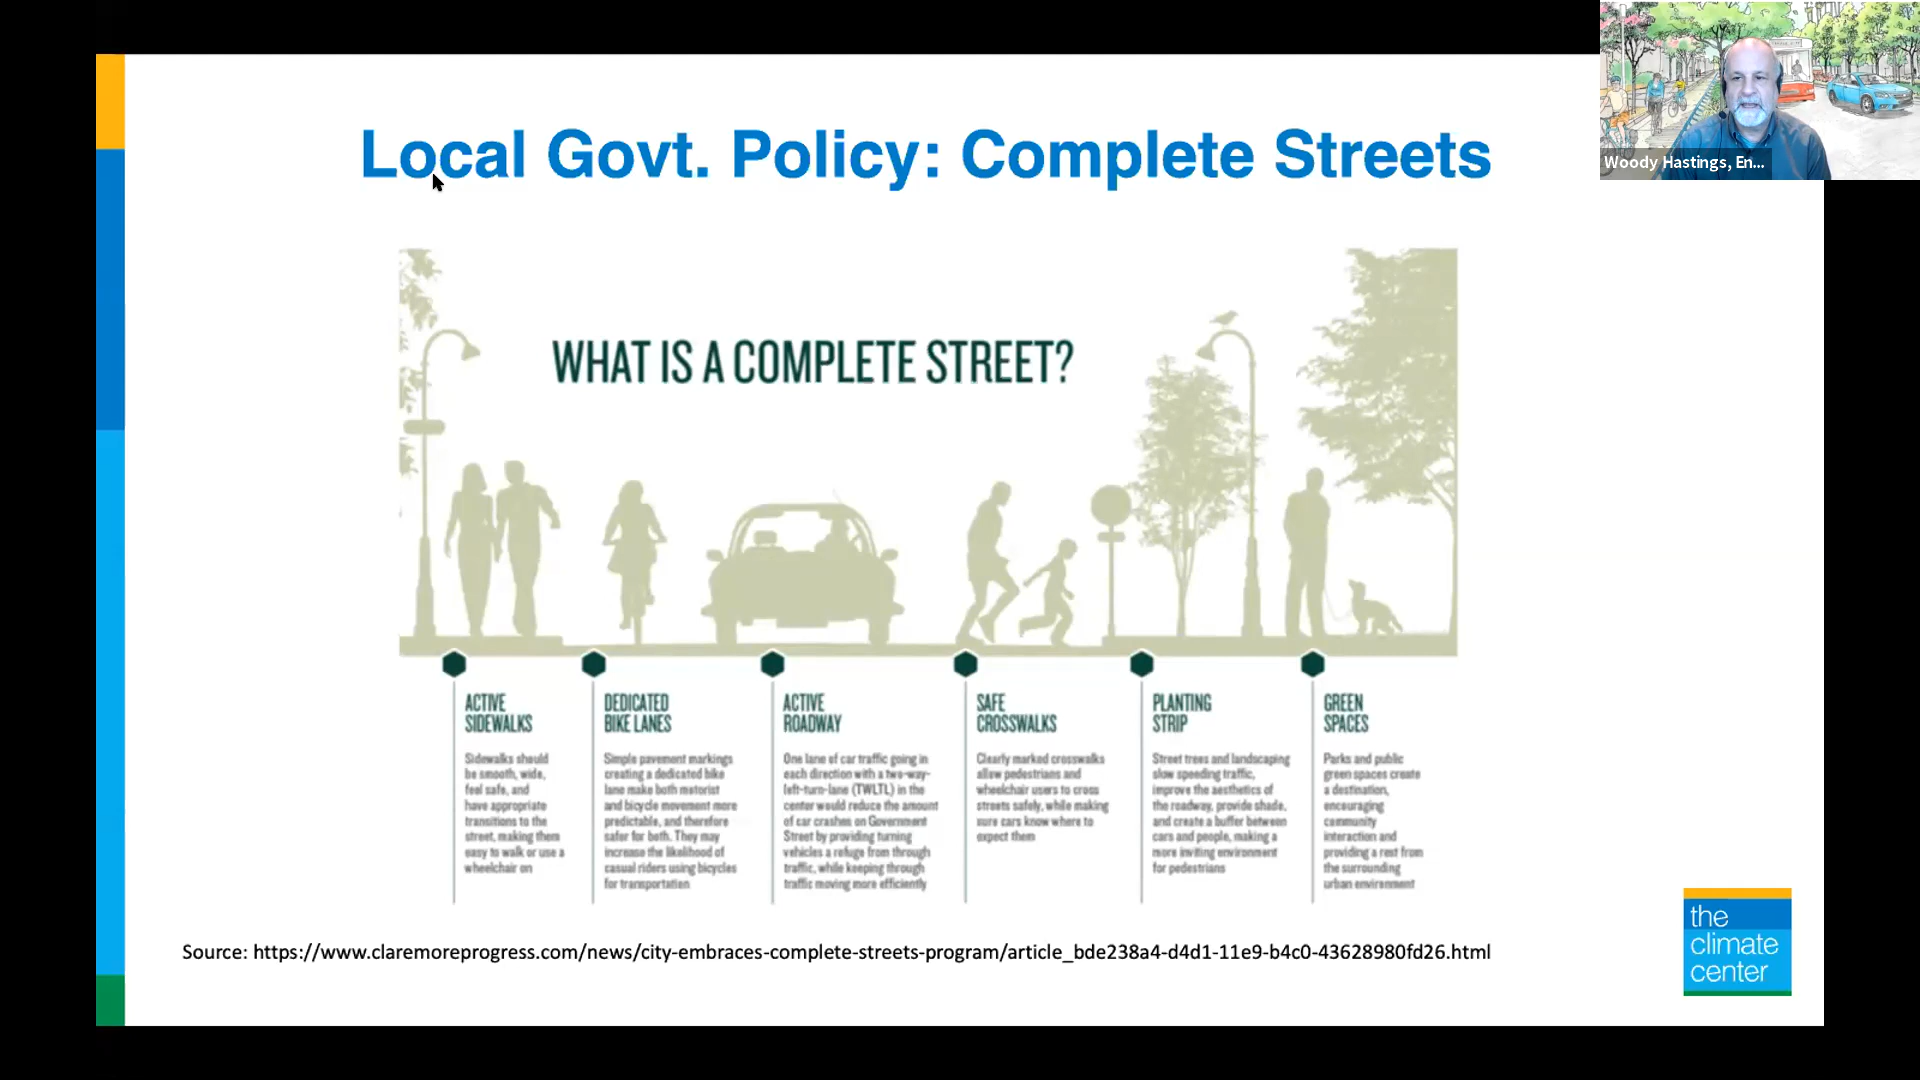 Woody Hastings, En...
Local Govt. Policy: Complete Streets
WHAT IS A COMPLETE STREET?
ACTIVE
SIDEWALKS
Sidewalks should
be smooth, wide,
feel safe, and
have appropriate
transitions to the
street, making them
easy to walk or use a
wheelchair on
DEDICATED
BIKE LANES
Simple pavement markings
creating a dedicated bike
lane make both motorist
and bicycle movement more
predictable, and therefore
safer for both. They may
increase the likelihood of
casual riders using bicycles
for transportation
ACTIVE
ROADWAY
One lane of car traffic going in
each direction with a two-way-
left-turn-lane (TWLTL) in the
center would reduce the amount
of car crashes on Government
Street by providing turning
vehicles a refuge from through
traffic, while keeping through
traffic moving more efficiently
SAFE
CROSSWALKS
Clearly marked crosswalks
allow pedestrians and
wheelchair users to cross
streets safely, while making
sure cars know where to
expect them
PLANTING
STRIP
Street trees and landscaping
slow speeding traffic,
improve the aesthetics of
the roadway, provide shade,
and create a buffer between
cars and people, making a
more inviting environment
for pedestrians
GREEN
SPACES
Parks and public
green spaces create
a destination,
encouraging
community
interaction and
providing a rest from
the surrounding
urban environment
Source: https://www.claremoreprogress.com/news/city-embraces-complete-streets-program/article_bde238a4-d4d1-11e9-b4c0-43628980fd26.html
the
climate
center